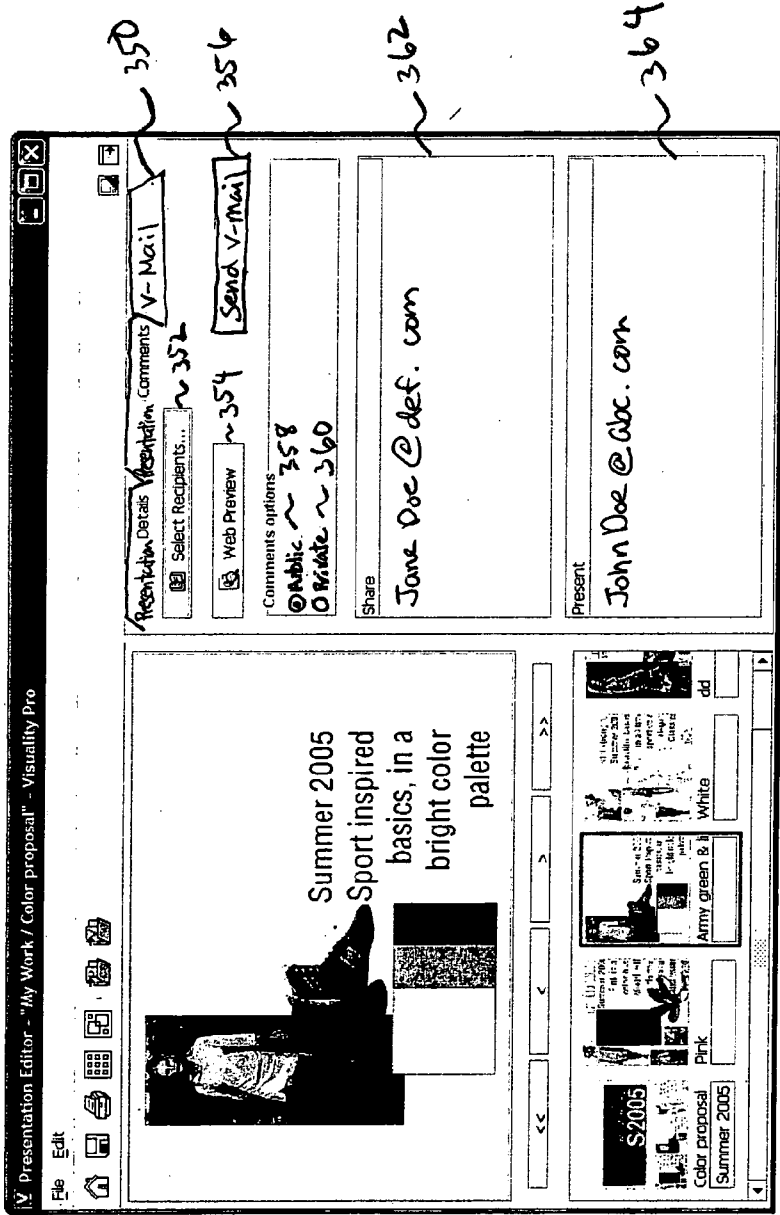 Presentation Editor - "My Work / Color proposal" - Visuality Pro
File Edit
Summer 2005
Sport inspired
basics, in a
bright color
palette
<< < > >>
S2005
Color proposal
Summer 2005
Pink
Army green & li
White
dd
Presentation Details Presentation Comments V-Mail 350
Select Recipients... 352
Web Preview 354
Send v-mail 356
Comments options
Public 358
Private 360
Share
Jane Doe @ def. com 362
Present
John Doe @ abc. com 364